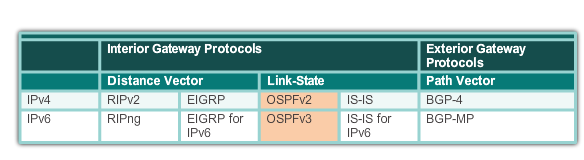 Interior Gateway Protocols Exterior Gateway
Protocols
Distance Vector Link-State Path Vector
IPv4 RIPv2 EIGRP OSPFv2 IS-IS BGP-4
IPv6 RIPng EIGRP for OSPFv3 IS-IS for BGP-MP
IPv6 IPv6